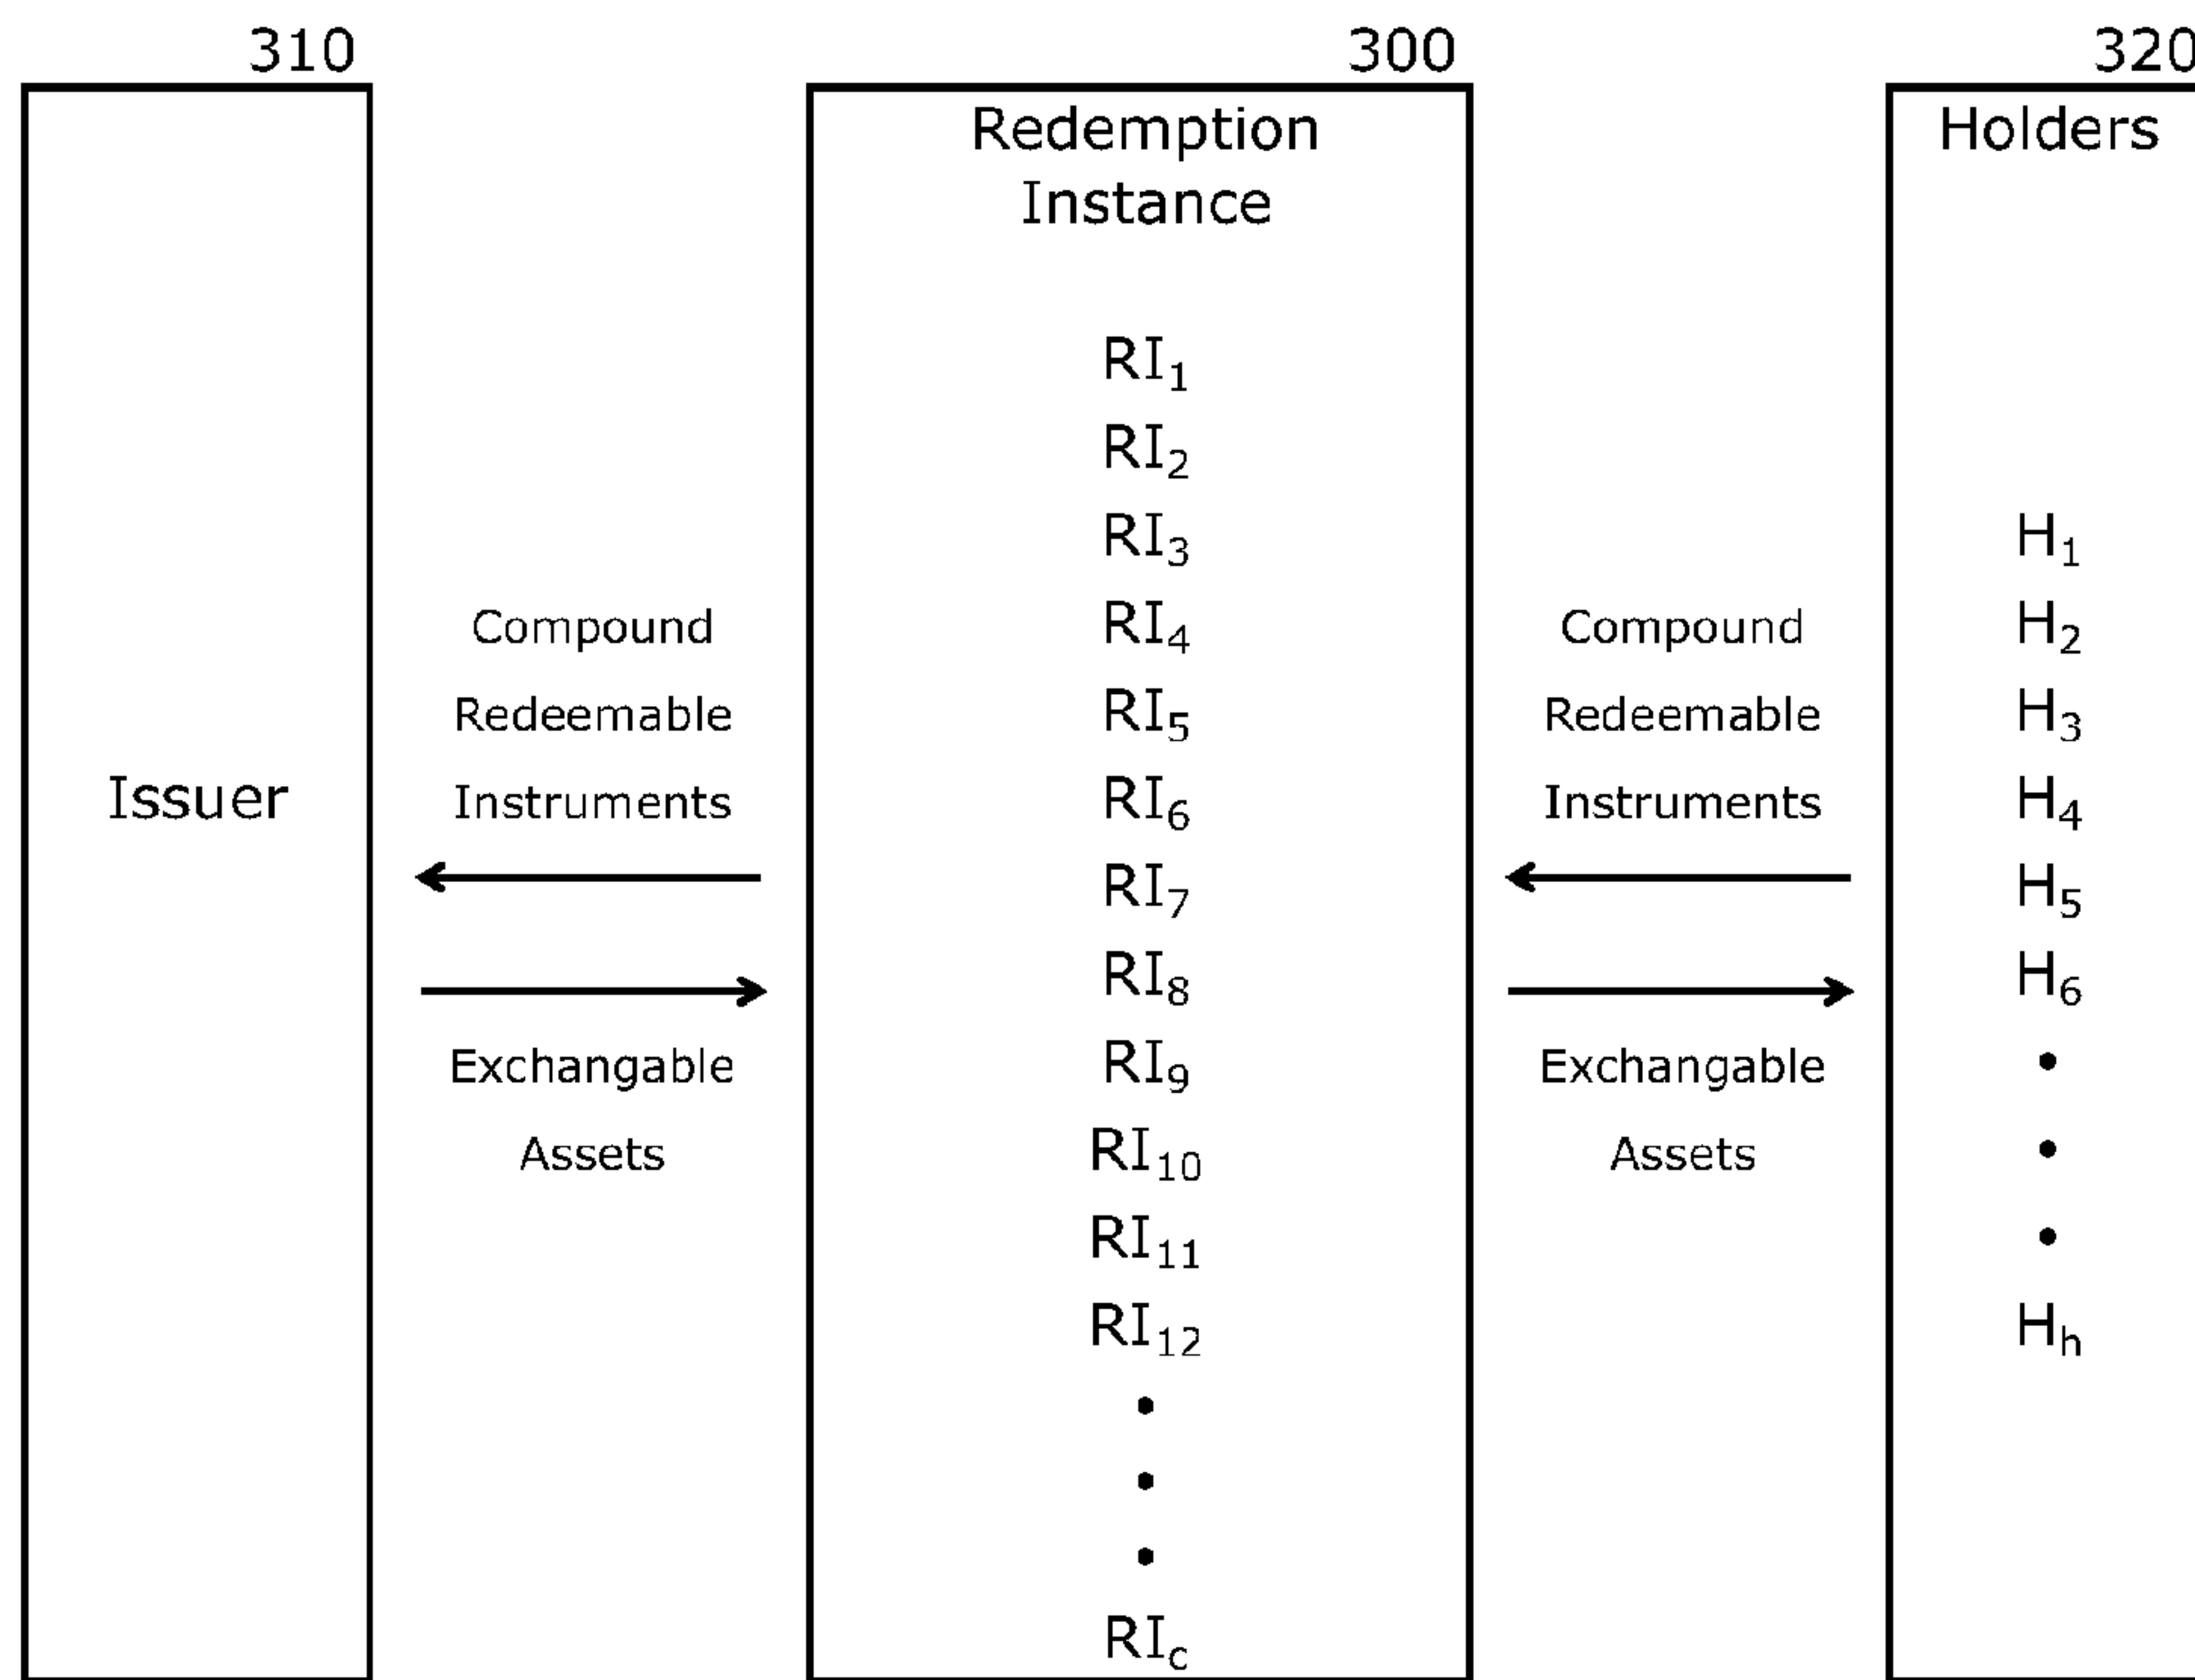 310
300
320
Redemption
Instance
Holders
Issuer
Compound
Redeemable
Instruments
Exchangable
Assets
RI₁
RI₂
RI₃
RI₄
RI₅
RI₆
RI₇
RI₈
RI₉
RI₁₀
RI₁₁
RI₁₂
•
•
•
RI꜀
Compound
Redeemable
Instruments
Exchangable
Assets
H₁
H₂
H₃
H₄
H₅
H₆
•
•
•
Hₕ